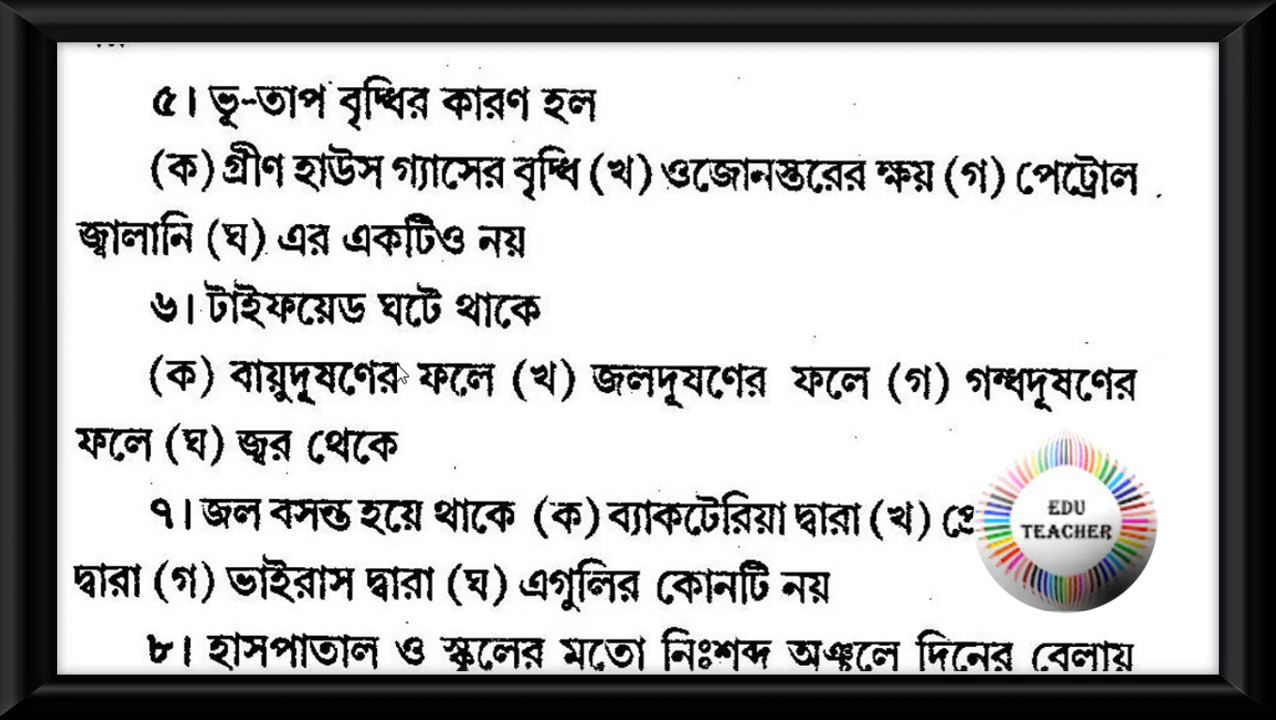 ৫। ভূ-তাপ বৃদ্ধির কারণ হল
(ক) গ্রীণ হাউস গ্যাসের বৃদ্ধি (খ) ওজোনস্তরের ক্ষয় (গ) পেট্রোল
জ্বালানি (ঘ) এর একটিও নয়
৬। টাইফয়েড ঘটে থাকে
(ক) বায়ুদূষণের ফলে (খ) জলদূষণের ফলে (গ) গন্ধদূষণের
ফলে (ঘ) জ্বর থেকে
৭। জল বসন্ত হয়ে থাকে (ক) ব্যাকটেরিয়া দ্বারা (খ)
দ্বারা (গ) ভাইরাস দ্বারা (ঘ) এগুলির কোনটি নয়
৮। হাসপাতাল ও স্কুলের মতো নিঃশব্দ অঞ্চলে দিনের বেলায়
EDU
TEACHER